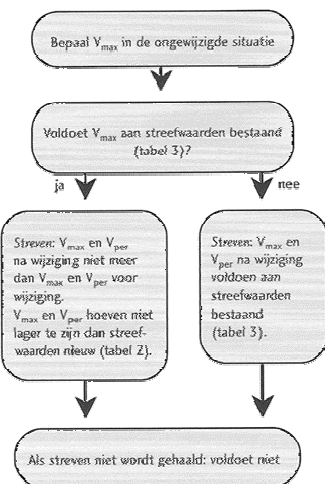 Bepaal Vmax in de ongewijzigde situatie
Voldoet Vmax aan streefwaarden bestaand
(tabel 3)?
ja
nee
Streven: Vmax en Vper
na wijziging niet meer
dan Vmax en Vper voor
wijziging.
Vmax en Vper hoeven niet
lager te zijn dan streef-
waarden nieuw (tabel 2).
Streven: Vmax en
Vper na wijziging
voldoen aan
streefwaarden
bestaand
(tabel 3).
Als streven niet wordt gehaald: voldoet niet